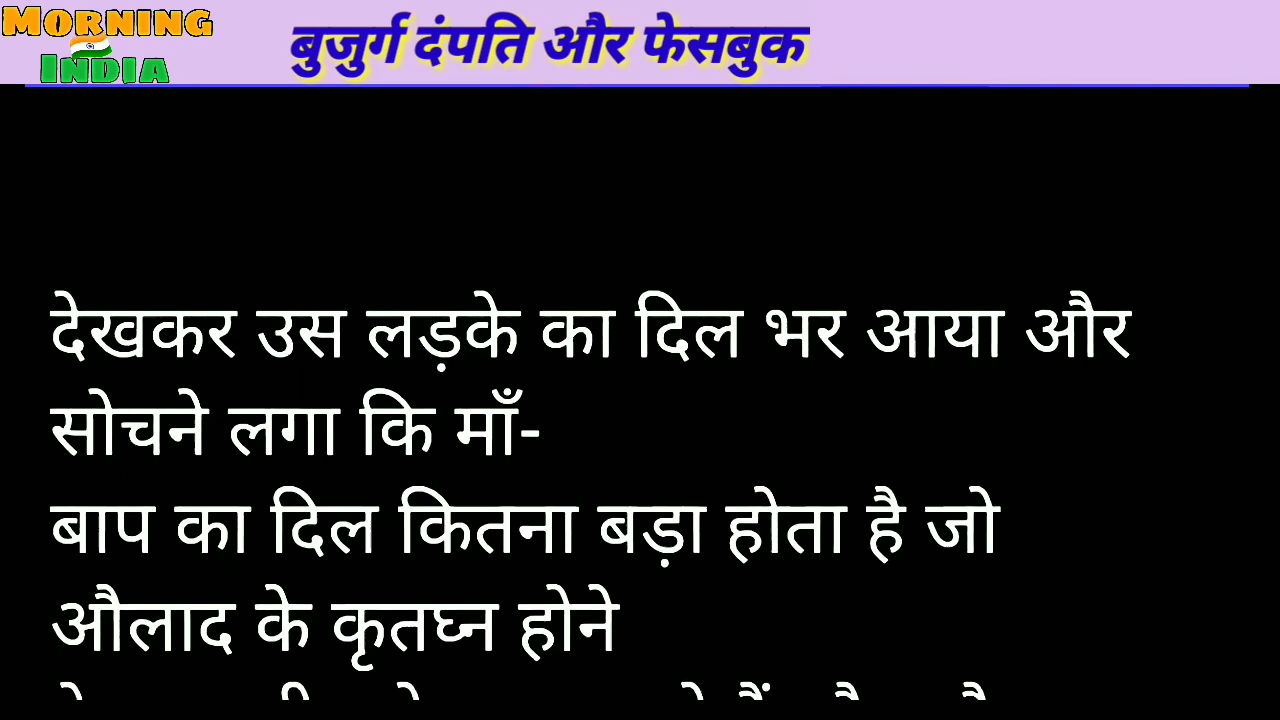 MORNING
INDIA
बुजुर्ग दंपति और फेसबुक
देखकर उस लड़के का दिल भर आया और
सोचने लगा कि माँ-
बाप का दिल कितना बड़ा होता है जो
औलाद के कृतघ्न होने